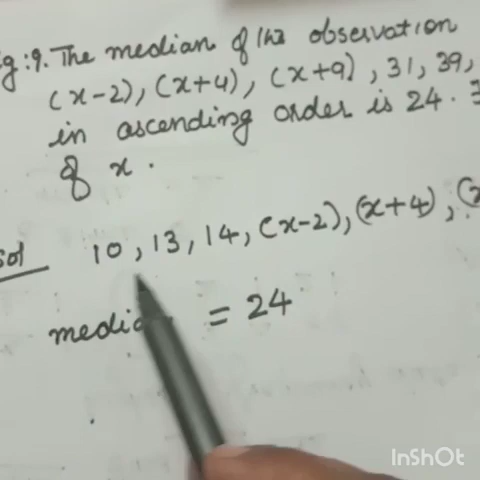 g:9. The median of the observation
(x-2), (x+4), (x+9), 31, 39,
in ascending order is 24.
of x.
sol 10, 13, 14, (x-2), (x+4), (x
median = 24
InShOt